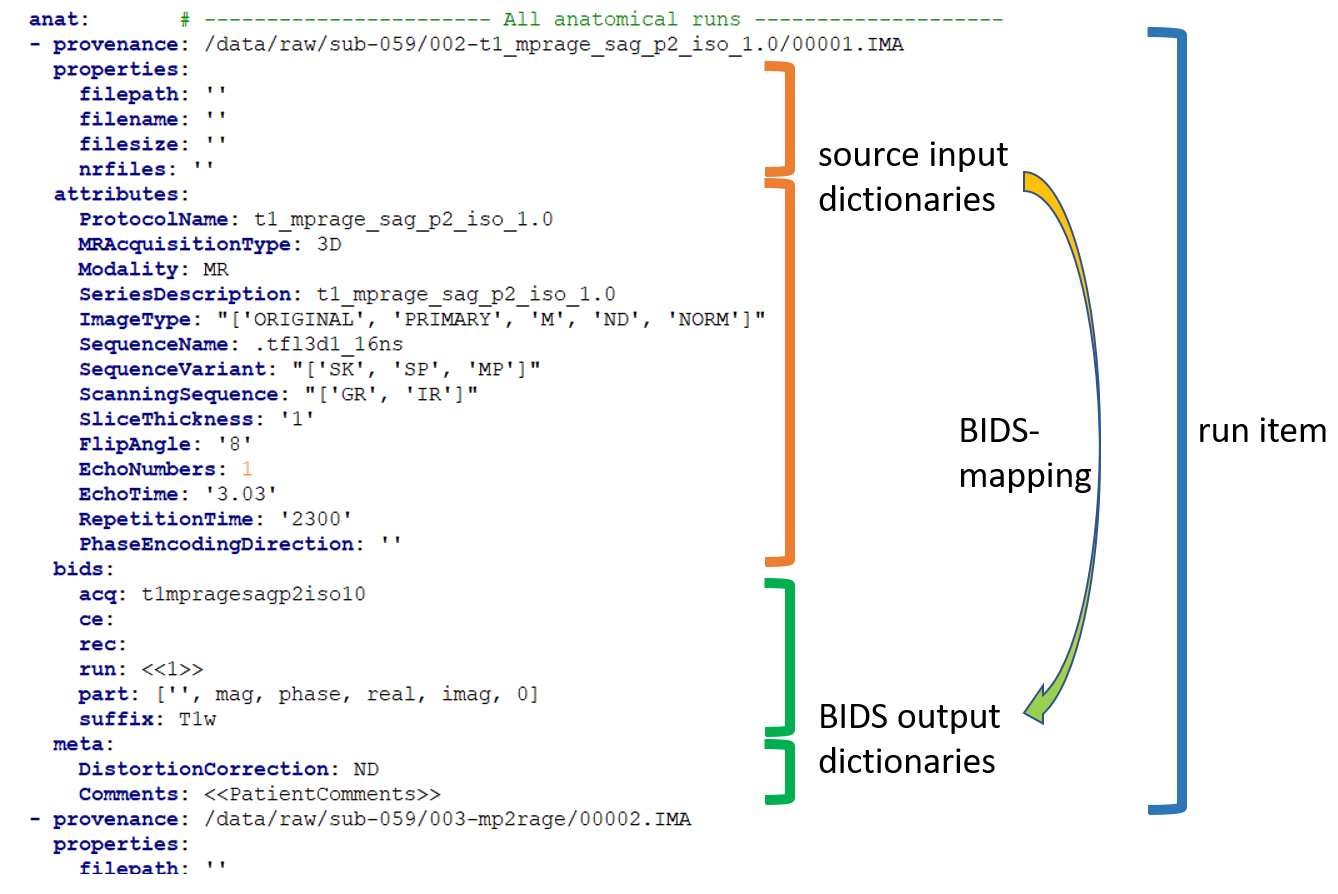 anat:       # ---------------------- All anatomical runs -------------------
- provenance: /data/raw/sub-059/002-t1_mprage_sag_p2_iso_1.0/00001.IMA
  properties:
    filepath: ''
    filename: ''
    filesize: ''
    nrfiles: ''
  attributes:
    ProtocolName: t1_mprage_sag_p2_iso_1.0
    MRAcquisitionType: 3D
    Modality: MR
    SeriesDescription: t1_mprage_sag_p2_iso_1.0
    ImageType: "['ORIGINAL', 'PRIMARY', 'M', 'ND', 'NORM']"
    SequenceName: .tfl3d1_16ns
    SequenceVariant: "['SK', 'SP', 'MP']"
    ScanningSequence: "['GR', 'IR']"
    SliceThickness: '1'
    FlipAngle: '8'
    EchoNumbers: 1
    EchoTime: '3.03'
    RepetitionTime: '2300'
    PhaseEncodingDirection: ''
  bids:
    acq: t1mpragesagp2iso10
    ce:
    rec:
    run: <<1>>
    part: ['', mag, phase, real, imag, 0]
    suffix: T1w
  meta:
    DistortionCorrection: ND
    Comments: <<PatientComments>>
- provenance: /data/raw/sub-059/003-mp2rage/00002.IMA
  properties:
    filepath: ''
source input
dictionaries
BIDS-
mapping
run item
BIDS output
dictionaries